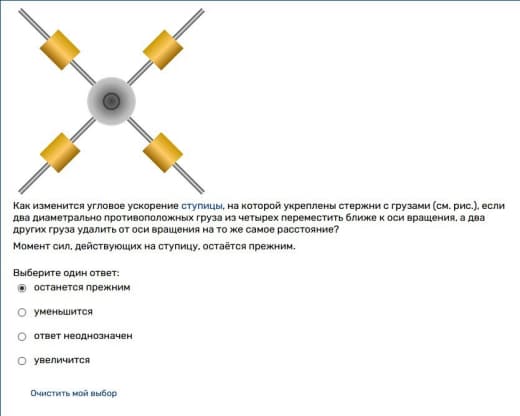 Как изменится угловое ускорение ступицы, на которой укреплены стержни с грузами (см. рис.), если
два диаметрально противоположных груза из четырех переместить ближе к оси вращения, а два
других груза удалить от оси вращения на то же самое расстояние?
Момент сил, действующих на ступицу, остаётся прежним.
Выберите один ответ:
останется прежним
уменьшится
ответ неоднозначен
увеличится
Очистить мой выбор